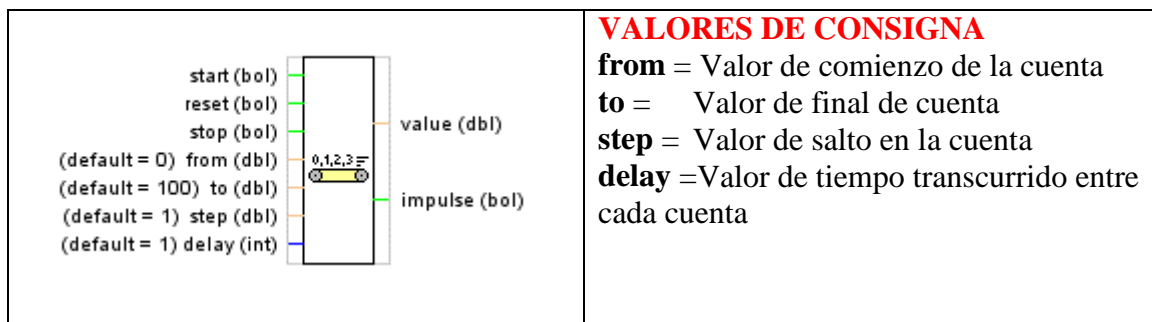 start (bol)
reset (bol)
stop (bol)
(default = 0) from (dbl)
(default = 100) to (dbl)
(default = 1) step (dbl)
(default = 1) delay (int)
0,1,2,3
value (dbl)
impulse (bol)
VALORES DE CONSIGNA
from = Valor de comienzo de la cuenta
to = Valor de final de cuenta
step = Valor de salto en la cuenta
delay =Valor de tiempo transcurrido entre
cada cuenta